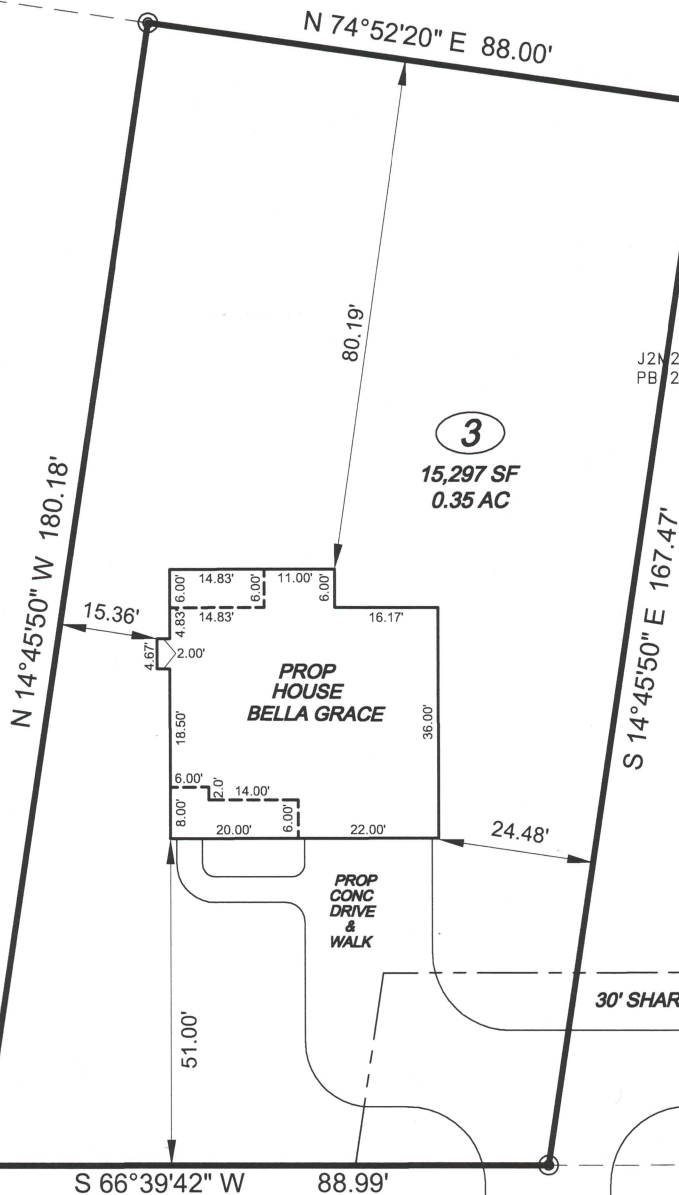 N 74°52'20" E 88.00'
80.19'
J2N2
PB 2
N 14°45'50" W 180.18'
3
15,297 SF
0.35 AC
S 14°45'50" E 167.47'
15.36'
6.00'
14.83'
6.00'
11.00'
6.00'
14.83'
4.83'
16.17'
4.67'
2.00'
PROP
HOUSE
BELLA GRACE
18.50'
36.00'
6.00'
2.0'
14.00'
8.00'
6.00'
20.00'
22.00'
24.48'
PROP
CONC
DRIVE
&
WALK
30' SHAR
51.00'
S 66°39'42" W 88.99'